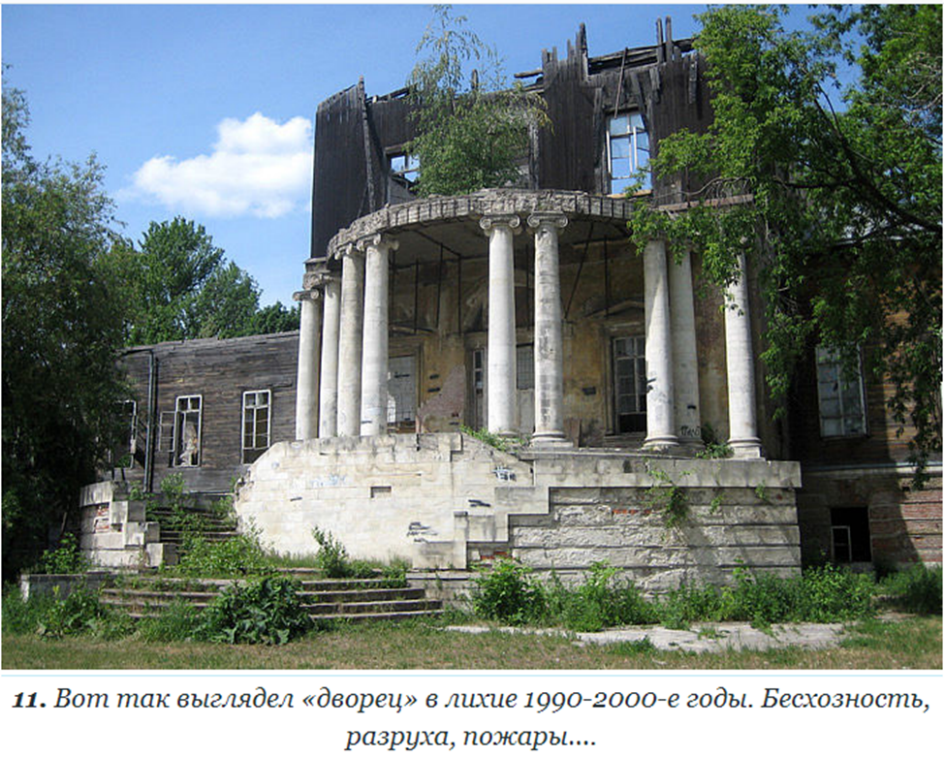 11. Вот так выглядел «дворец» в лихие 1990-2000-е годы. Бесхозность,
разруха, пожары....